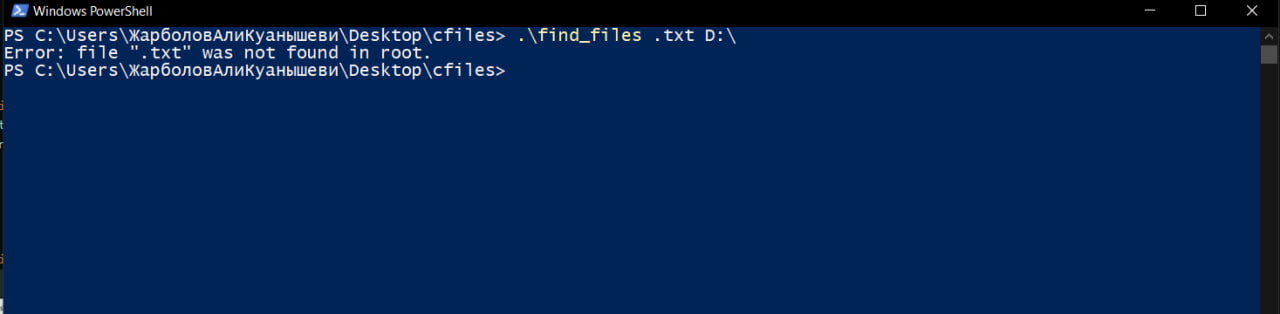 Windows PowerShell
PS C:\Users\ЖарболовАлиКуанышеви\Desktop\cfiles> .\find_files .txt D:\
Error: file ".txt" was not found in root.
PS C:\Users\ЖарболовАлиКуанышеви\Desktop\cfiles>